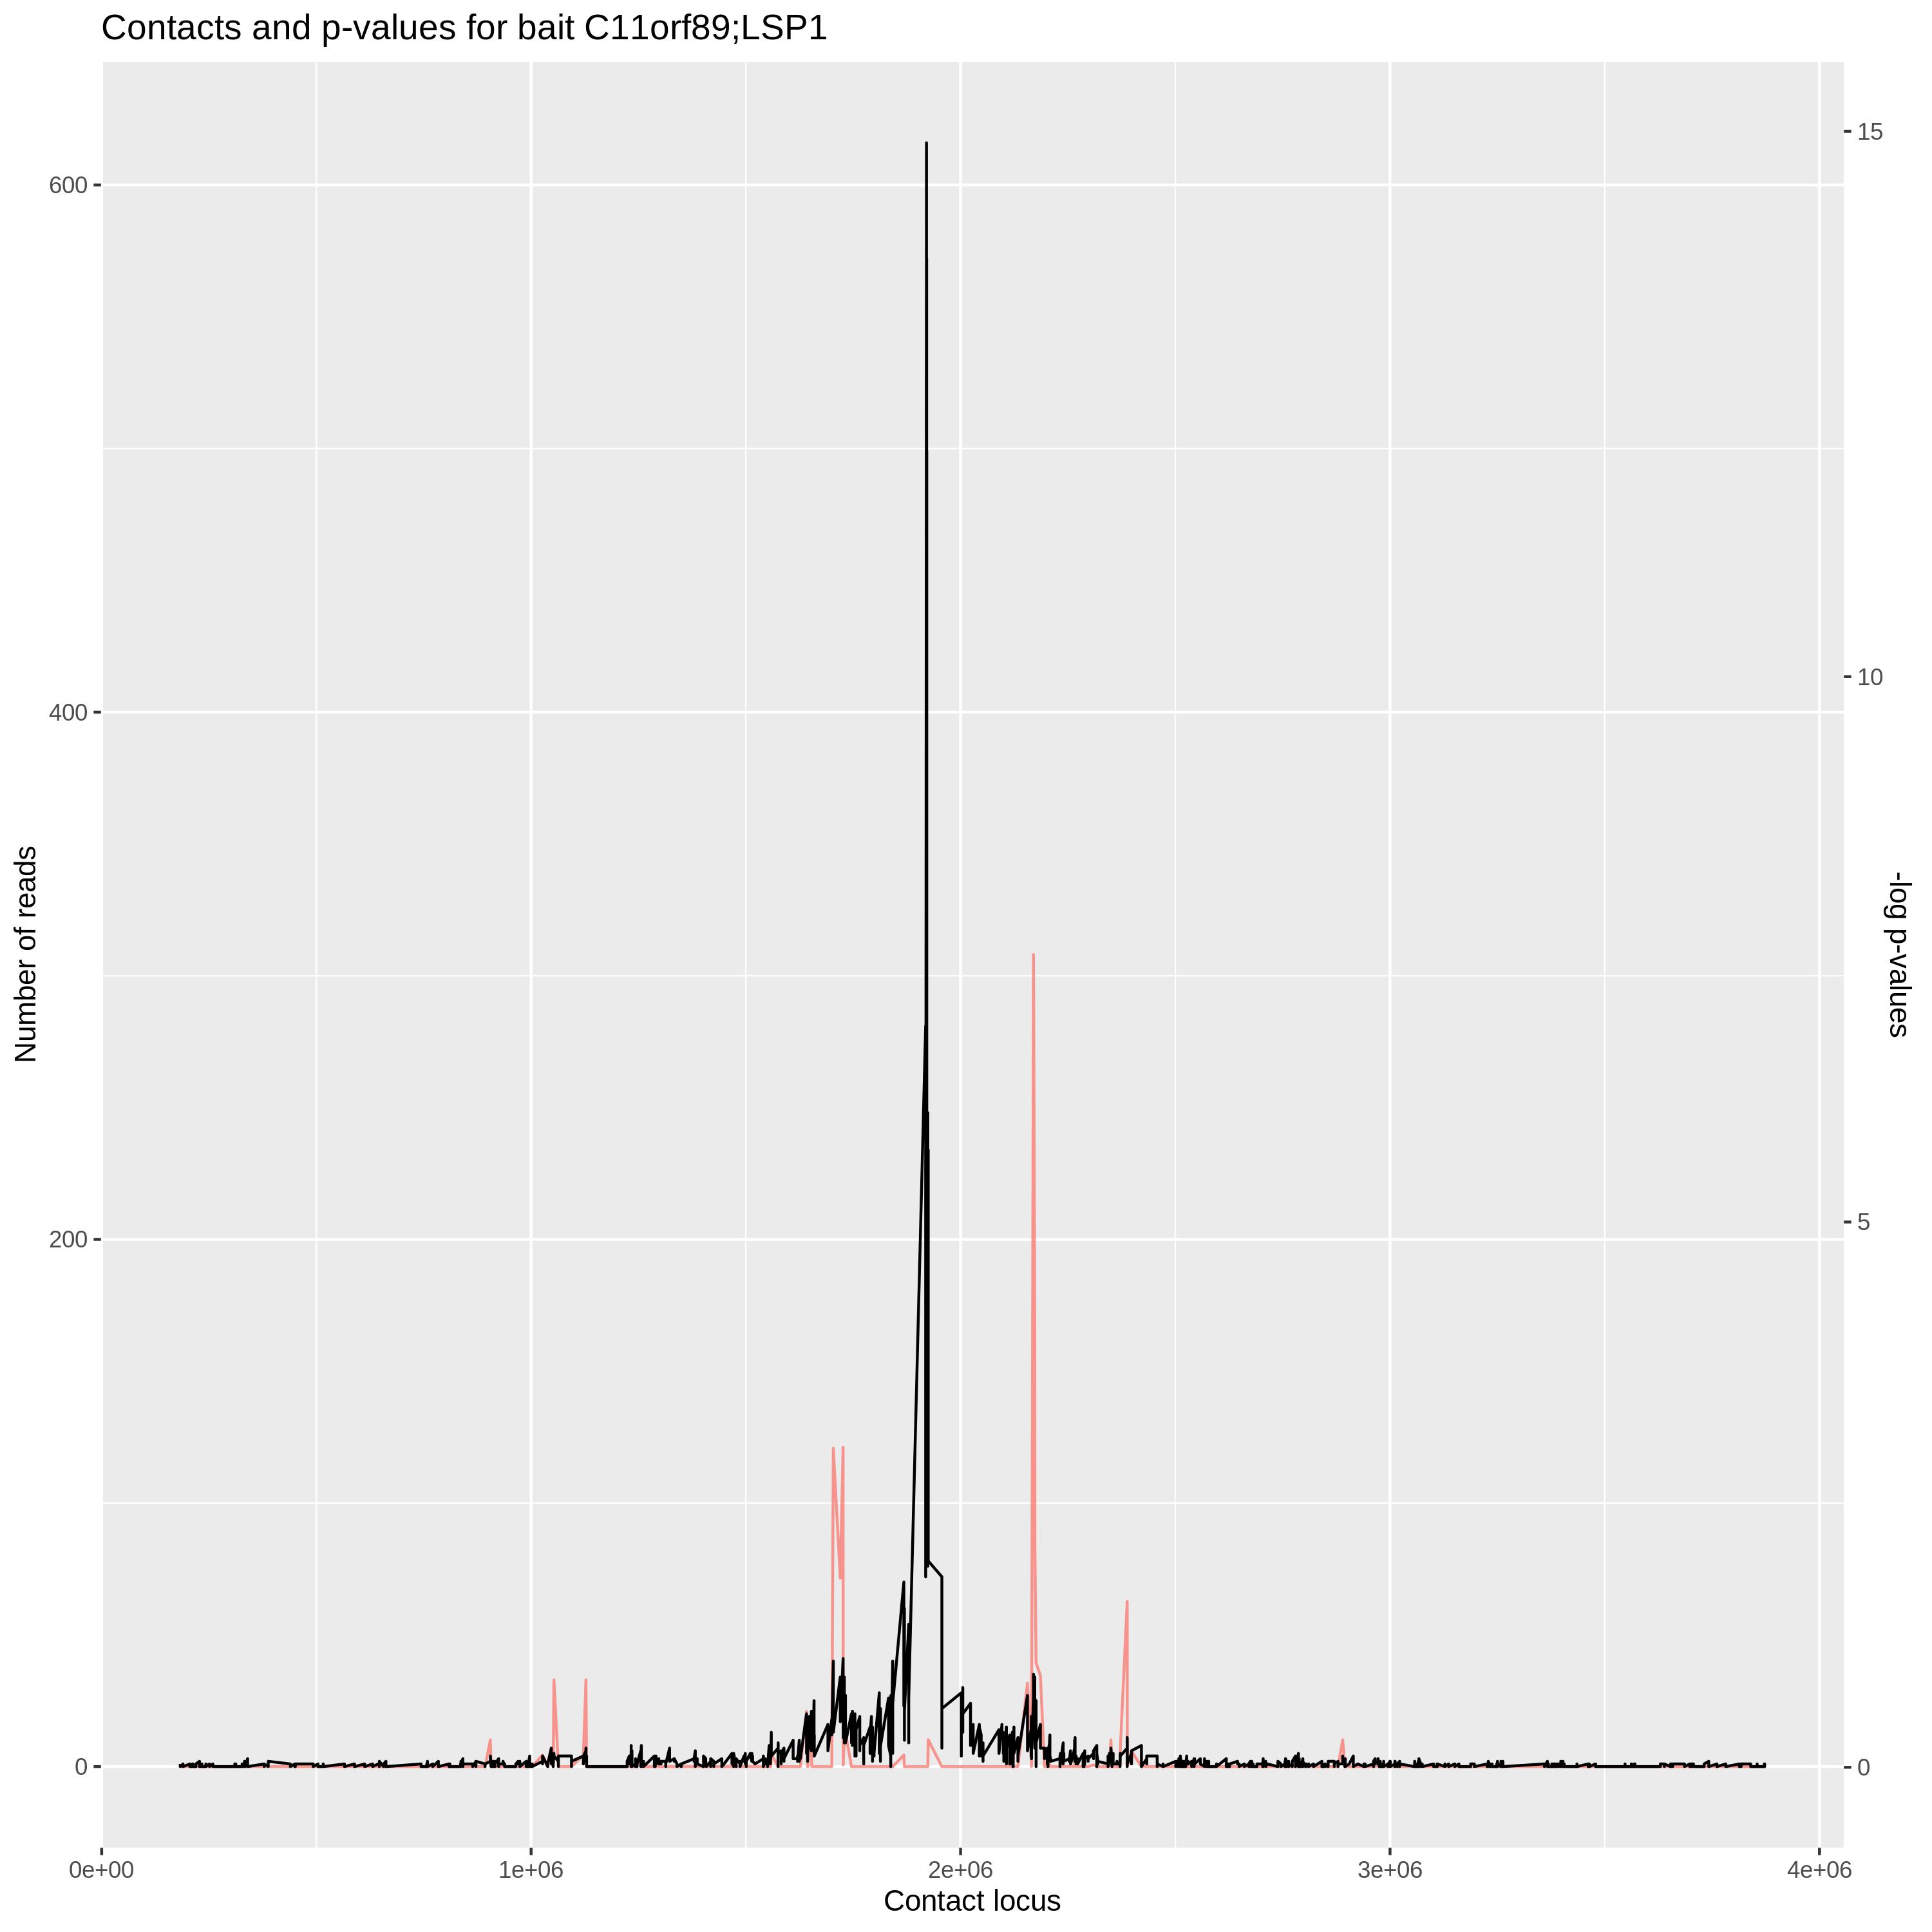 Contacts and p-values for bait C11orf89;LSP1
600
400
200
0
Number of reads
15
10
5
0
-log p-values
0e+00 1e+06 2e+06 3e+06 4e+06
Contact locus